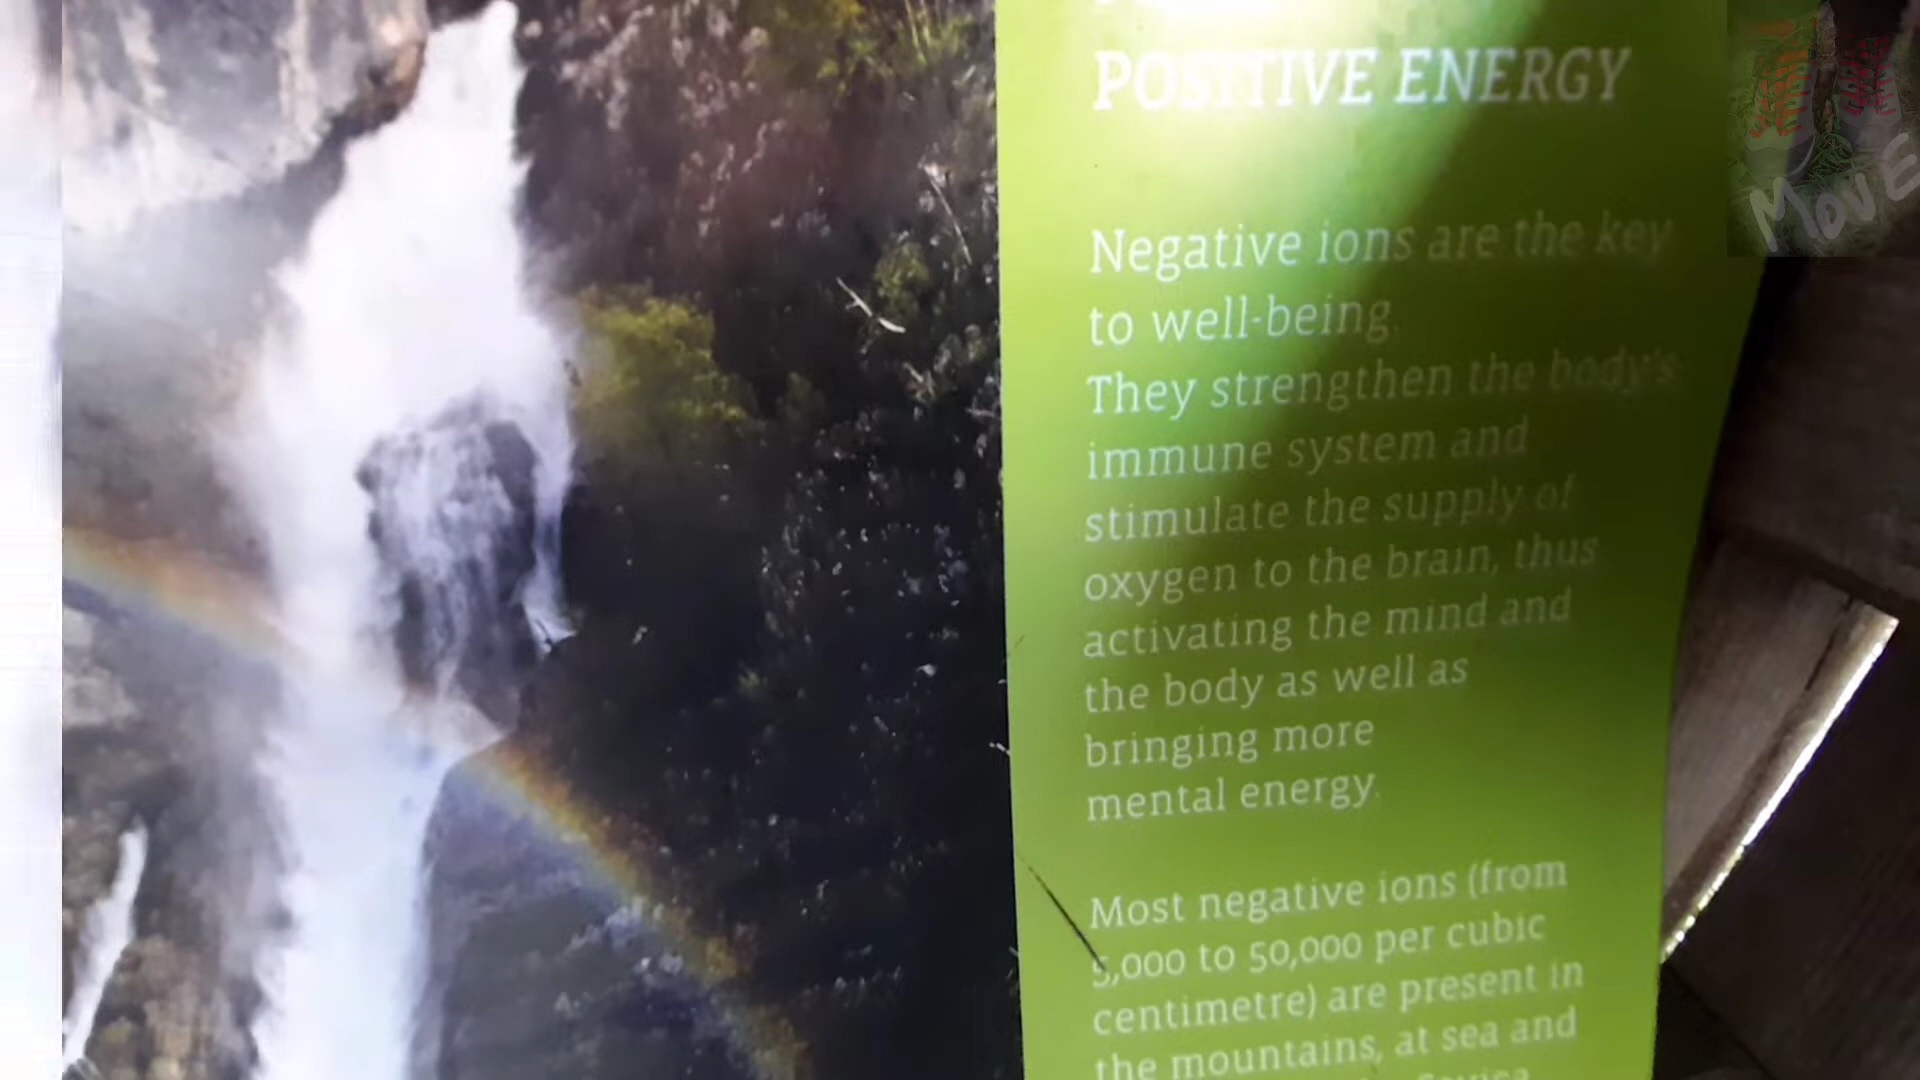 POSITIVE ENERGY
Negative ions are the key
to well-being.
They strengthen the body's
immune system and
stimulate the supply of
oxygen to the brain, thus
activating the mind and
the body as well as
bringing more
mental energy.
Most negative ions (from
5,000 to 50,000 per cubic
centimetre) are present in
the mountains, at sea and
Savica
MOVE